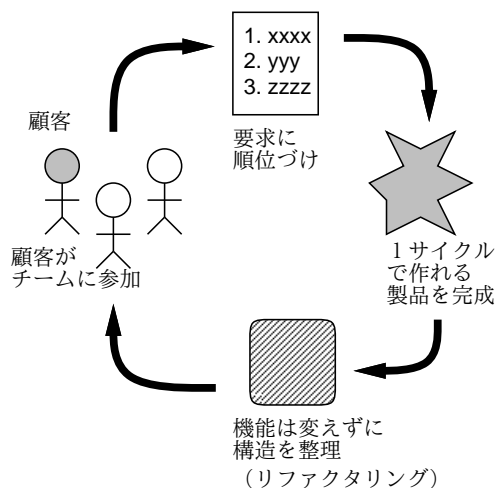 1. xxxx
2. yyy
3. zzzz
要求に
順位づけ
顧客
顧客が
チームに参加
１サイクル
で作れる
製品を完成
機能は変えずに
構造を整理
（リファクタリング）